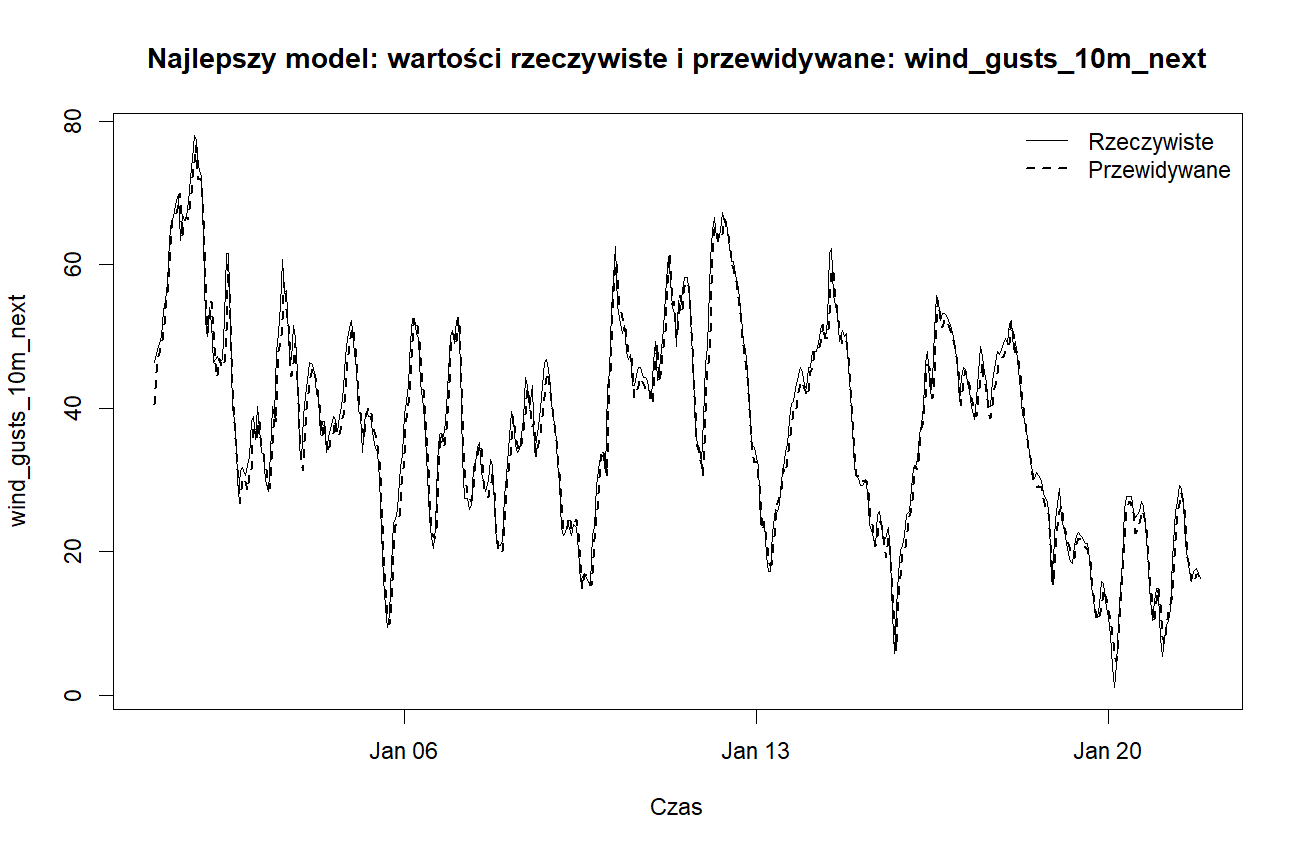 Najlepszy model: wartości rzeczywiste i przewidywane: wind_gusts_10m_next
80
60
40
20
0
wind_gusts_10m_next
Rzeczywiste
Przewidywane
Jan 06
Jan 13
Jan 20
Czas